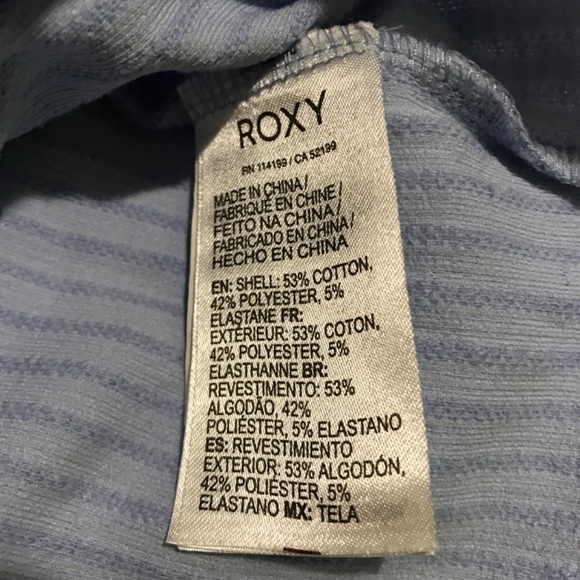 ROXY
RN 114199 / CA 52199
MADE IN CHINA /
FABRIQUÉ EN CHINE /
FEITO NA CHINA /
FABRICADO EN CHINA /
HECHO EN CHINA
EN: SHELL: 53% COTTON,
42% POLYESTER, 5%
ELASTANE FR:
EXTÉRIEUR: 53% COTON,
42% POLYESTER, 5%
ELASTHANNE BR:
REVESTIMENTO: 53%
ALGODÃO, 42%
POLIÉSTER, 5% ELASTANO
ES: REVESTIMIENTO
EXTERIOR: 53% ALGODÓN,
42% POLIÉSTER, 5%
ELASTANO MX: TELA